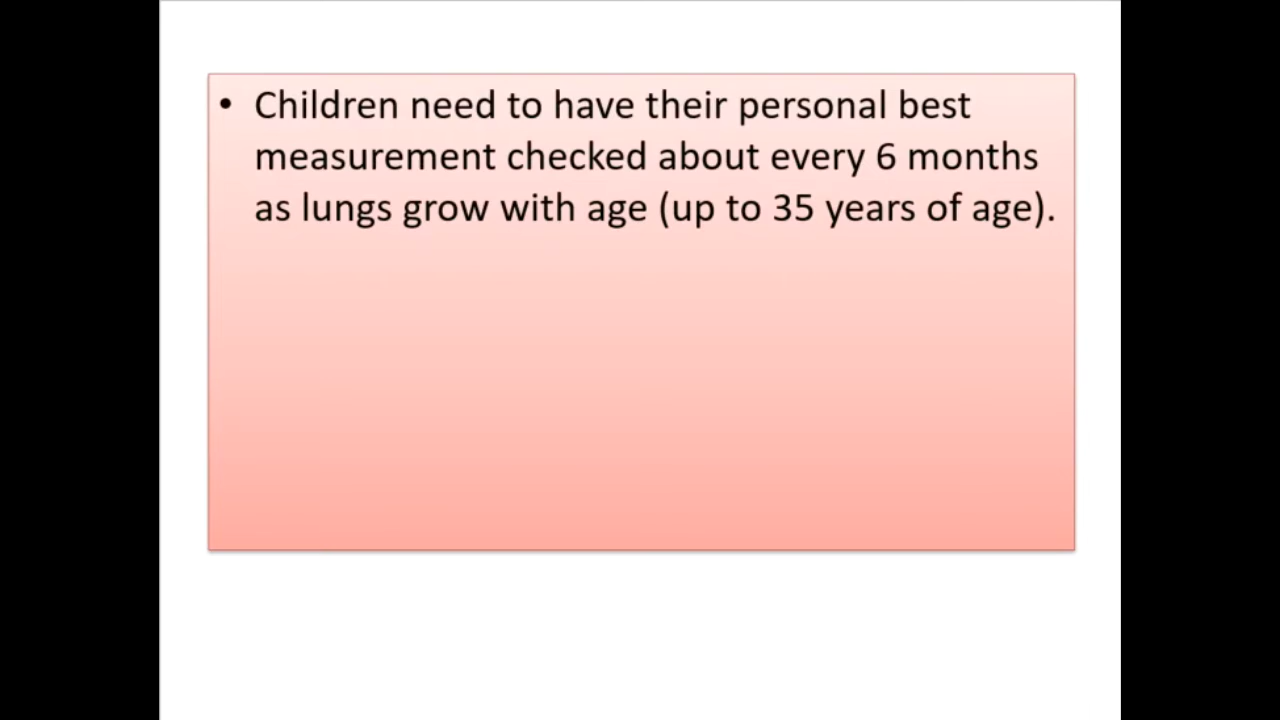 • Children need to have their personal best
measurement checked about every 6 months
as lungs grow with age (up to 35 years of age).